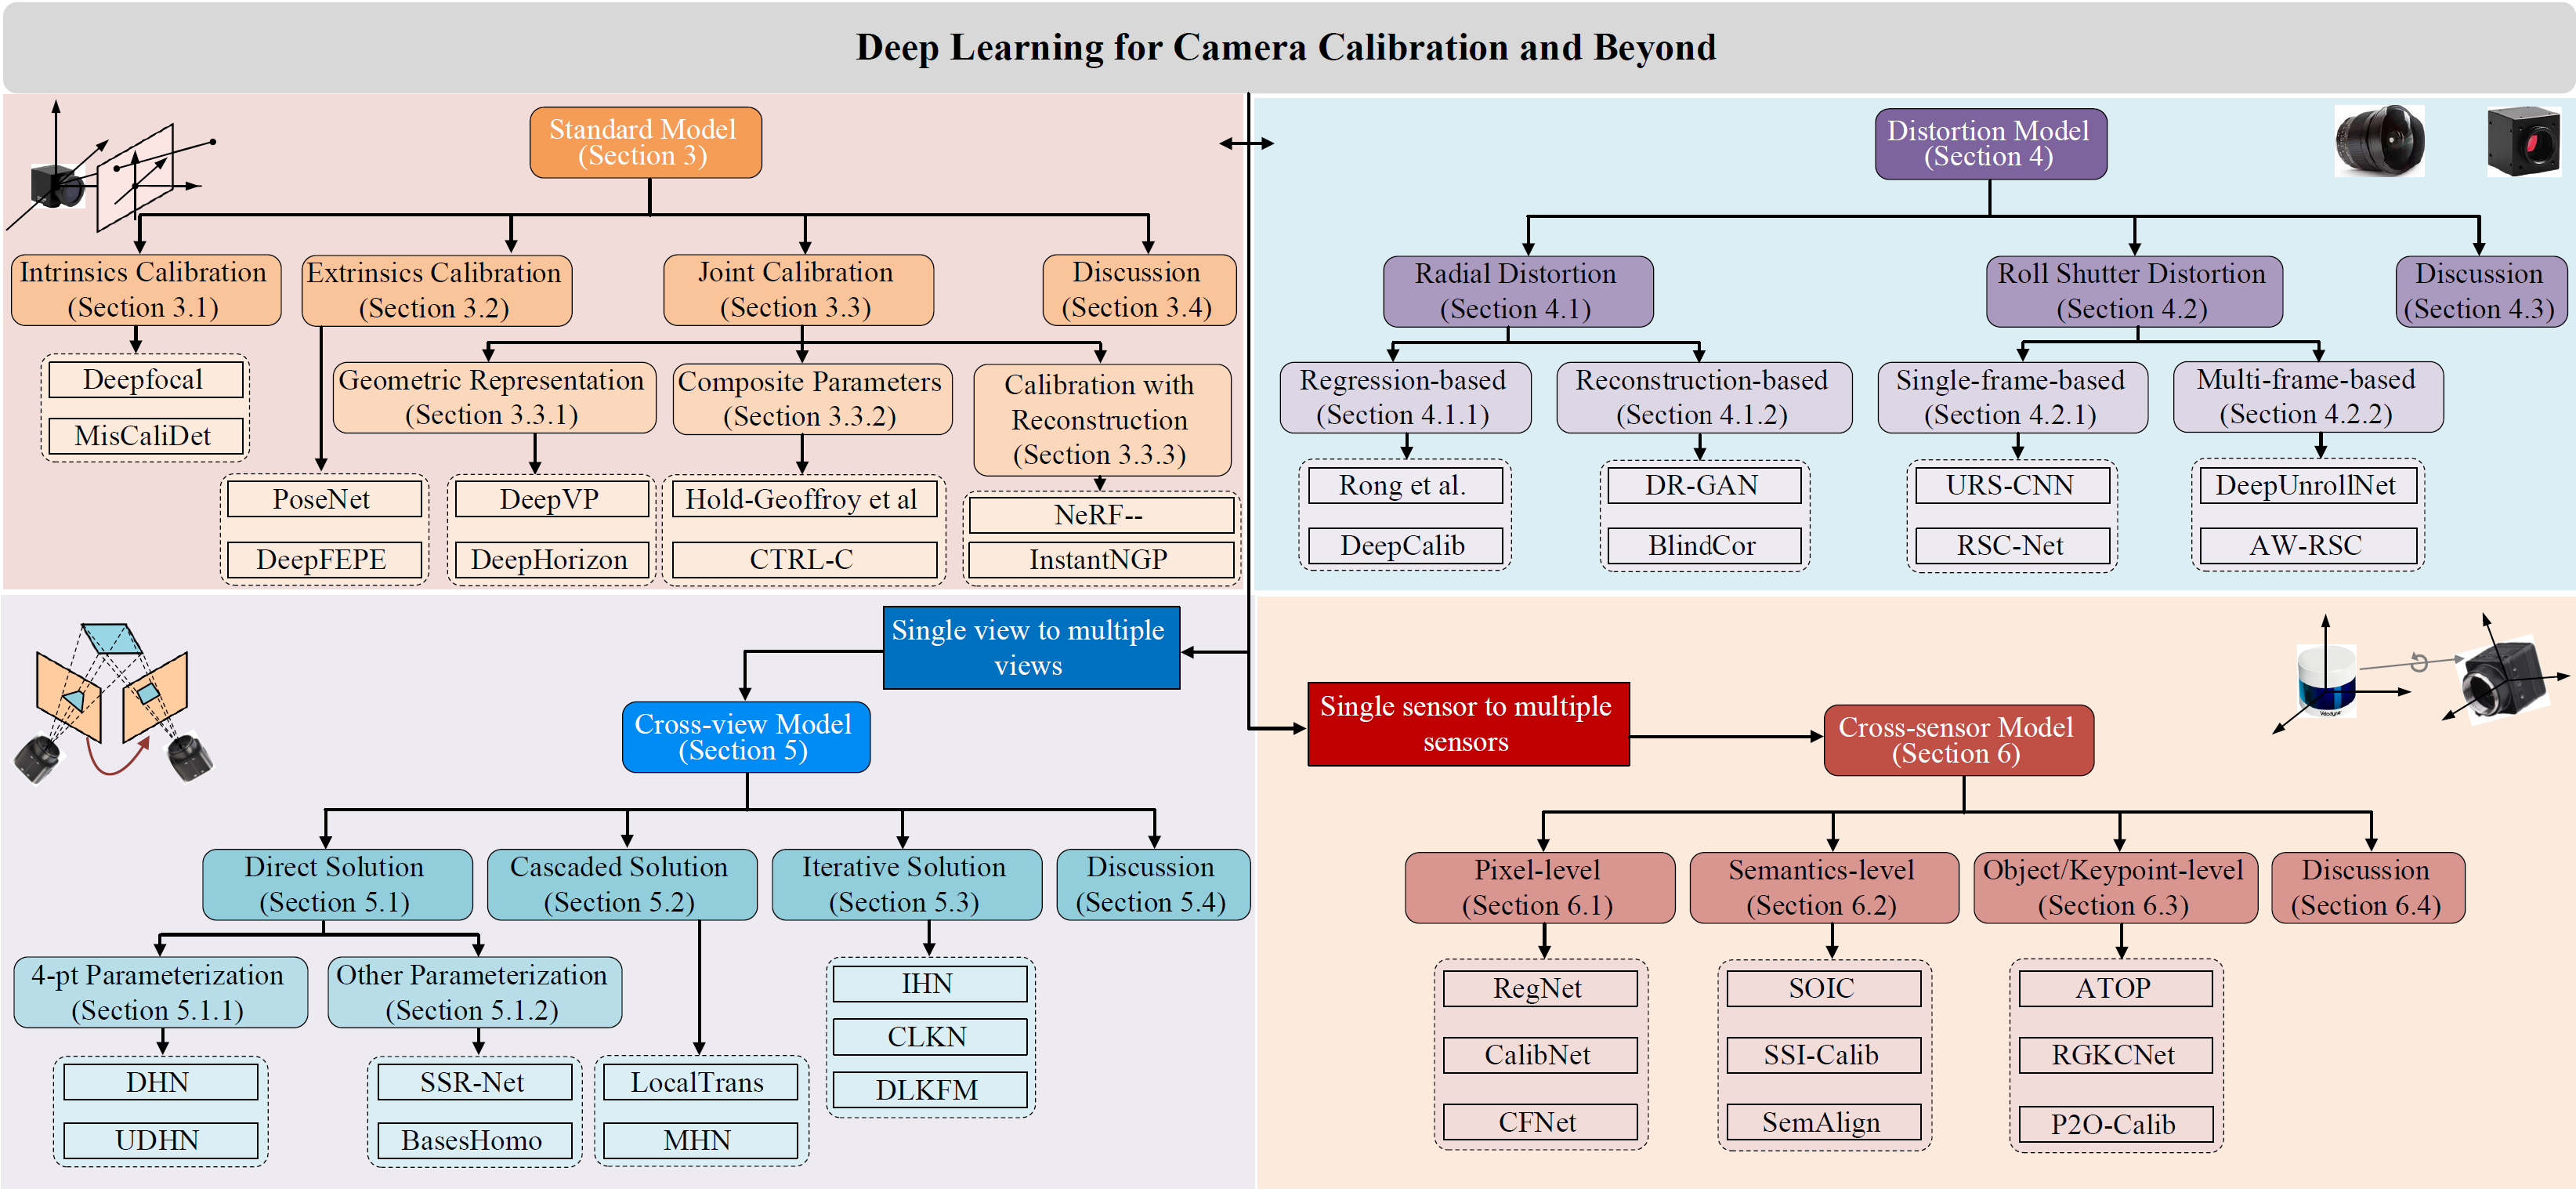 Deep Learning for Camera Calibration and Beyond
Standard Model
(Section 3)
Intrinsics Calibration
(Section 3.1)
Extrinsics Calibration
(Section 3.2)
Joint Calibration
(Section 3.3)
Discussion
(Section 3.4)
Deepfocal
MisCaliDet
Geometric Representation
(Section 3.3.1)
Composite Parameters
(Section 3.3.2)
Calibration with
Reconstruction
(Section 3.3.3)
PoseNet
DeepFEPE
DeepVP
DeepHorizon
Hold-Geoffroy et al
CTRL-C
NeRF--
InstantNGP
Distortion Model
(Section 4)
Radial Distortion
(Section 4.1)
Roll Shutter Distortion
(Section 4.2)
Discussion
(Section 4.3)
Regression-based
(Section 4.1.1)
Reconstruction-based
(Section 4.1.2)
Single-frame-based
(Section 4.2.1)
Multi-frame-based
(Section 4.2.2)
Rong et al.
DeepCalib
DR-GAN
BlindCor
URS-CNN
RSC-Net
DeepUnrollNet
AW-RSC
Single view to multiple
views
Cross-view Model
(Section 5)
Direct Solution
(Section 5.1)
Cascaded Solution
(Section 5.2)
Iterative Solution
(Section 5.3)
Discussion
(Section 5.4)
4-pt Parameterization
(Section 5.1.1)
Other Parameterization
(Section 5.1.2)
DHN
UDHN
SSR-Net
BasesHomo
LocalTrans
MHN
IHN
CLKN
DLKFM
Single sensor to multiple
sensors
Cross-sensor Model
(Section 6)
Velodyne
Pixel-level
(Section 6.1)
Semantics-level
(Section 6.2)
Object/Keypoint-level
(Section 6.3)
Discussion
(Section 6.4)
RegNet
CalibNet
CFNet
SOIC
SSI-Calib
SemAlign
ATOP
RGKCNet
P2O-Calib